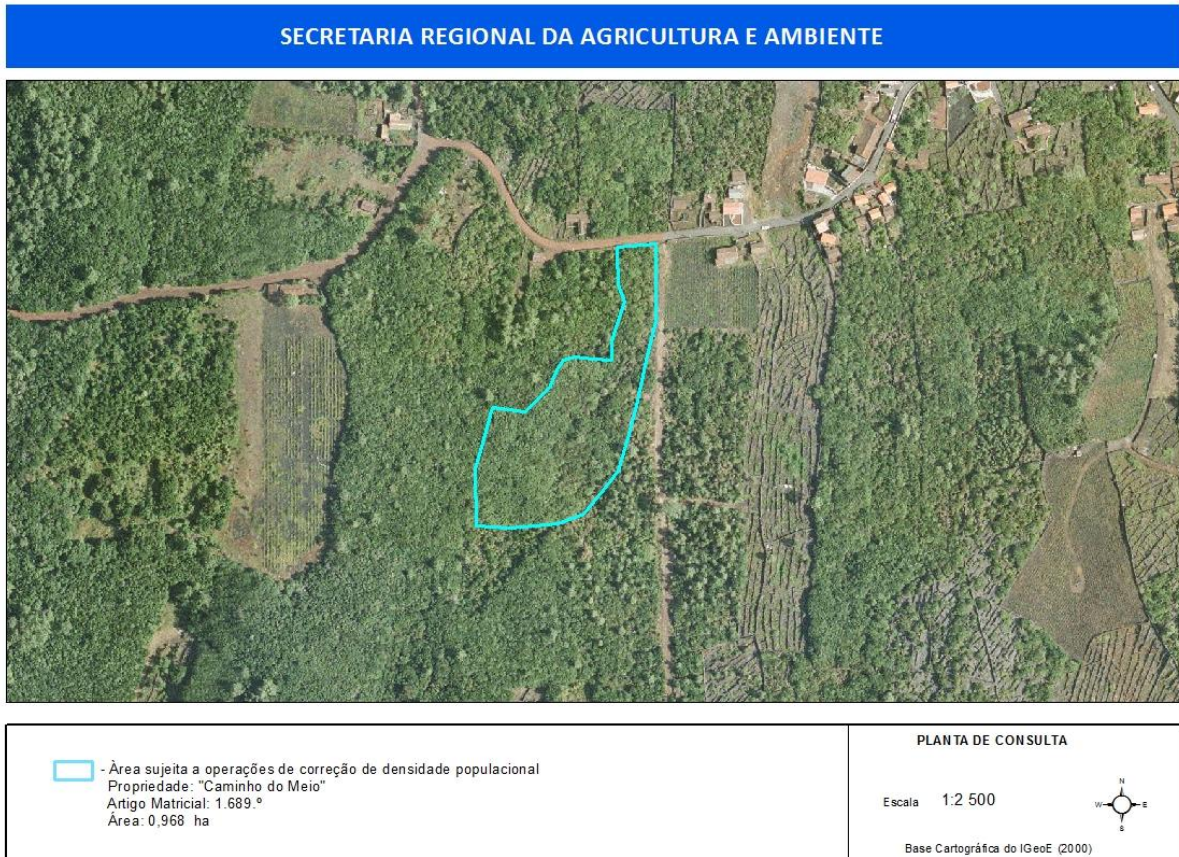 SECRETARIA REGIONAL DA AGRICULTURA E AMBIENTE
- Àrea sujeita a operações de correção de densidade populacional
Propriedade: "Caminho do Meio"
Artigo Matricial: 1.689.º
Área: 0,968 ha
PLANTA DE CONSULTA
Escala 1:2 500
N
W E
S
Base Cartográfica do IGeoE (2000)